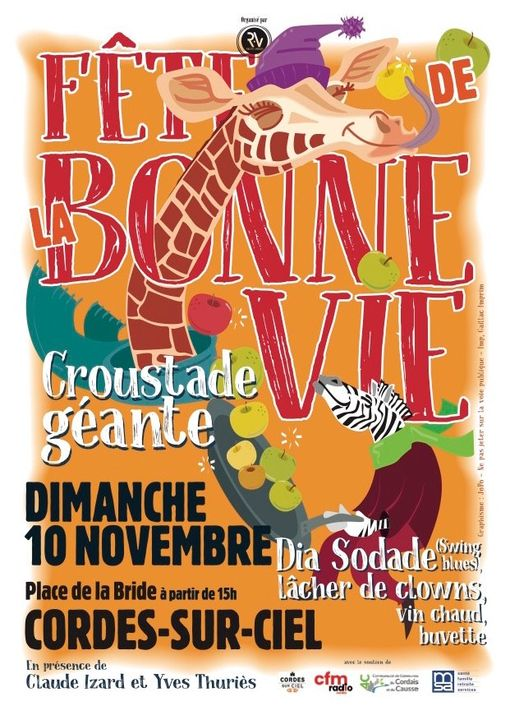 Organisé par
RV
FÊTE DE
LA
BONNE
VIE
Croustade
géante
DIMANCHE
10 NOVEMBRE
Dia Sodade (Swing blues),
lâcher de clowns,
vin chaud,
buvette
Place de la Bride à partir de 15h
CORDES-SUR-CIEL
En présence de
Claude Izard et Yves Thuriès
avec le soutien de
CORDES
SUR CIEL
cfm
radio
Communauté de Communes
du Cordais
et du Causse
msa
santé
famille
retraite
services
Graphisme : JoPo - Ne pas jeter sur la voie publique - Imp. Gaillac Imprim